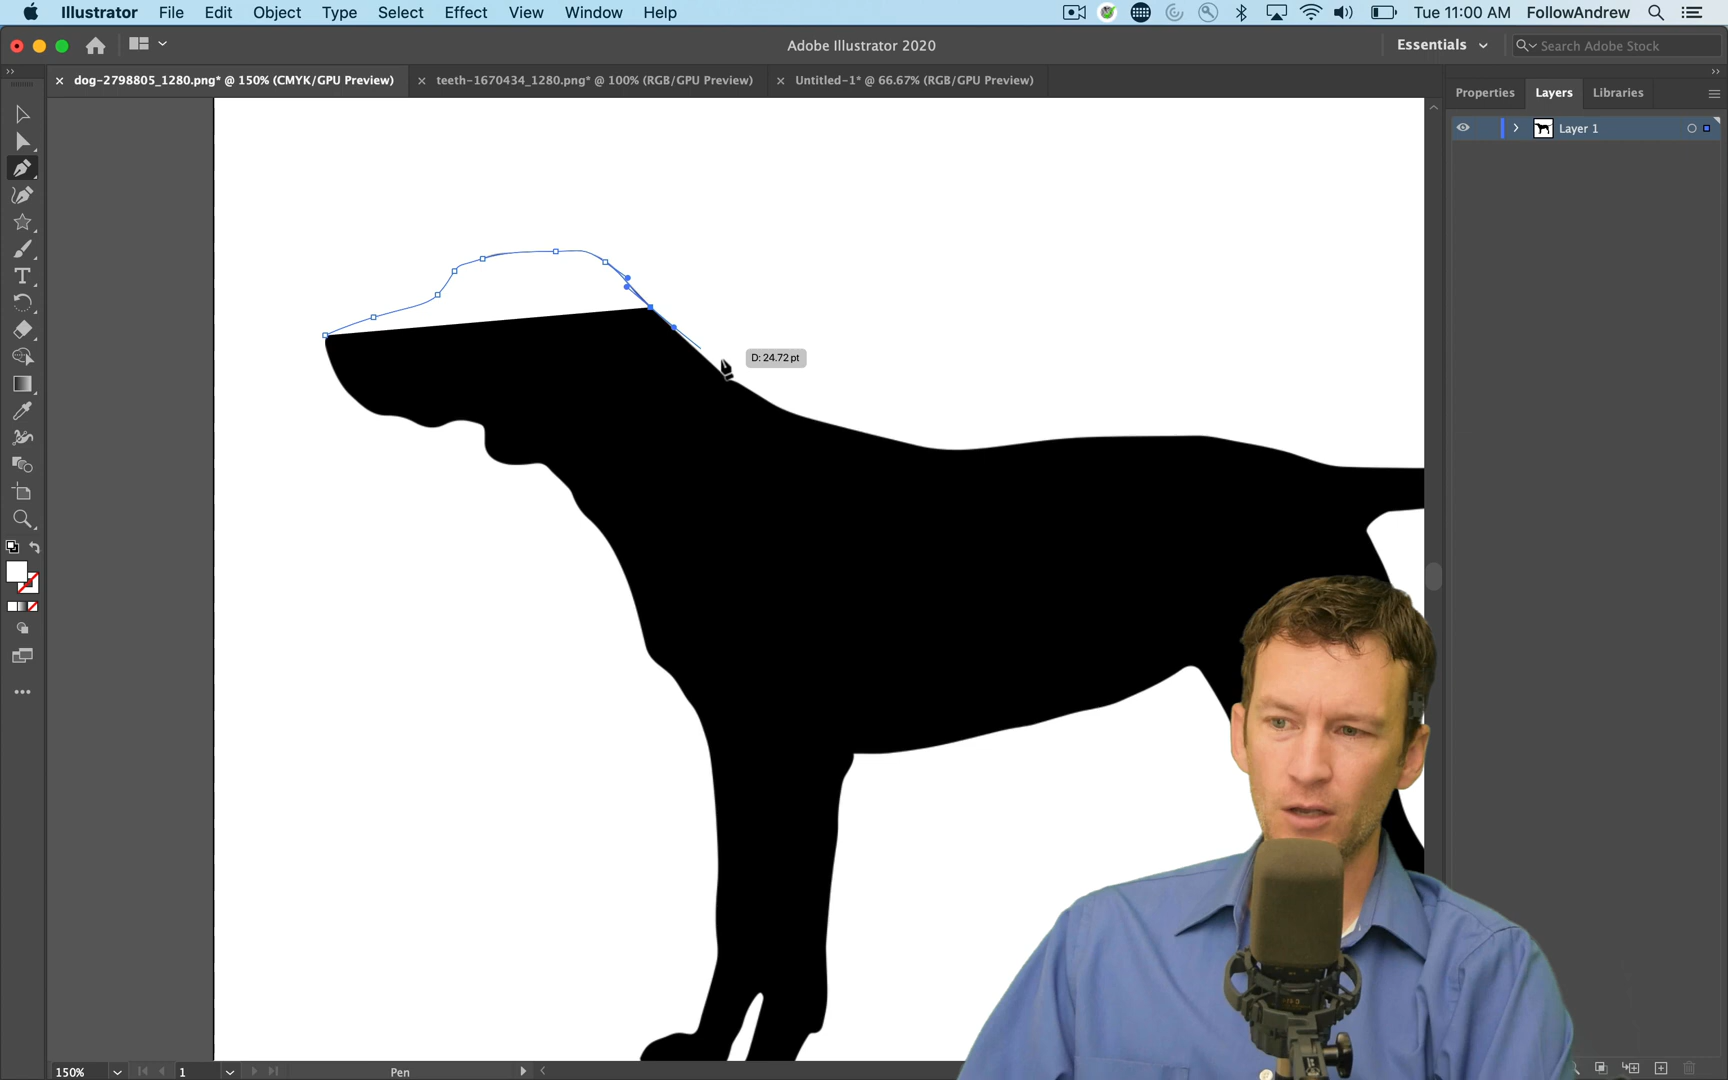 Illustrator File Edit Object Type Select Effect View Window Help Tue 11:00 AM FollowAndrew
Adobe Illustrator 2020 Essentials Search Adobe Stock
dog-2798805_1280.png* @ 150% (CMYK/GPU Preview) teeth-1670434_1280.png* @ 100% (RGB/GPU Preview) Untitled-1* @ 66.67% (RGB/GPU Preview)
Properties Layers Libraries
Layer 1
D: 24.72 pt
150% 1 Pen